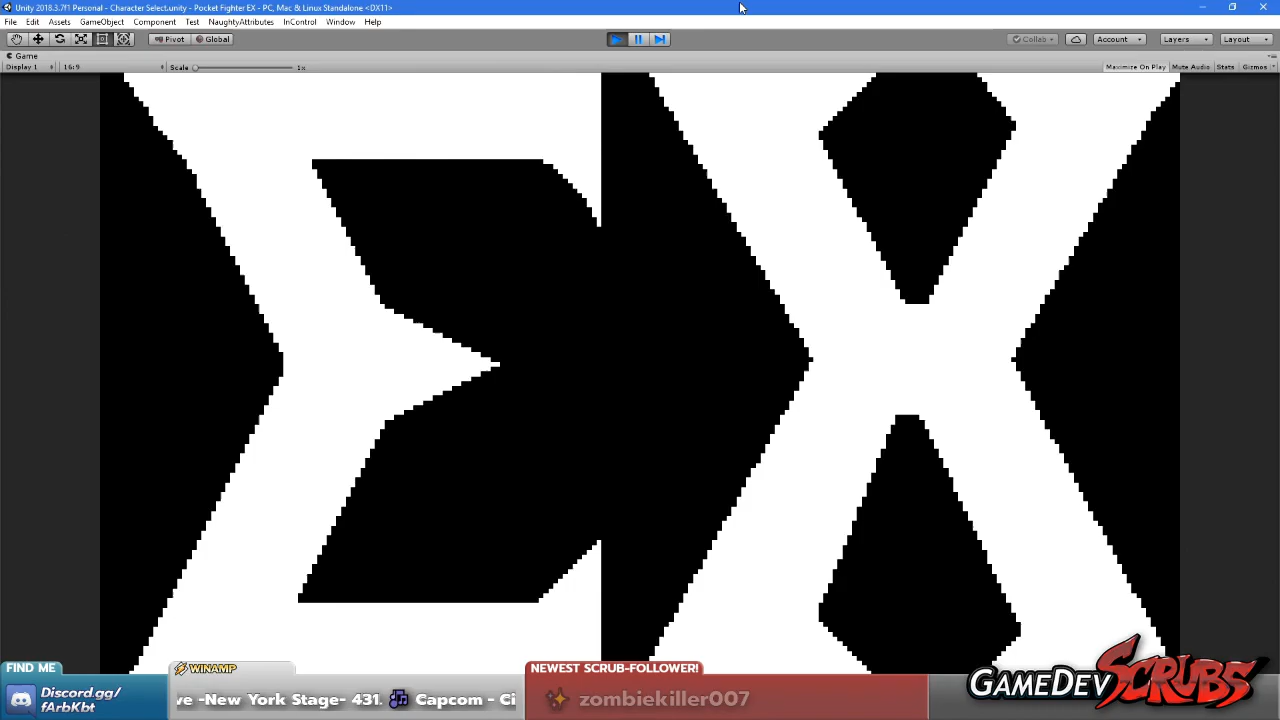 Unity 2018.3.7f1 Personal - Character Select.unity - Pocket Fighter EX - PC, Mac & Linux Standalone <DX11>
File Edit Assets GameObject Component Test NaughtyAttributes InControl Window Help
Pivot Global Collab Account Layers Layout
Game
Display 1 16:9 Scale 1x Maximize On Play Mute Audio Stats Gizmos
ΣX
FIND ME
Discord.gg/
fArbKbt
WINAMP
ve -New York Stage- 431. Capcom - Ci
NEWEST SCRUB-FOLLOWER!
zombiekiller007
GAMEDEV SCRUBS